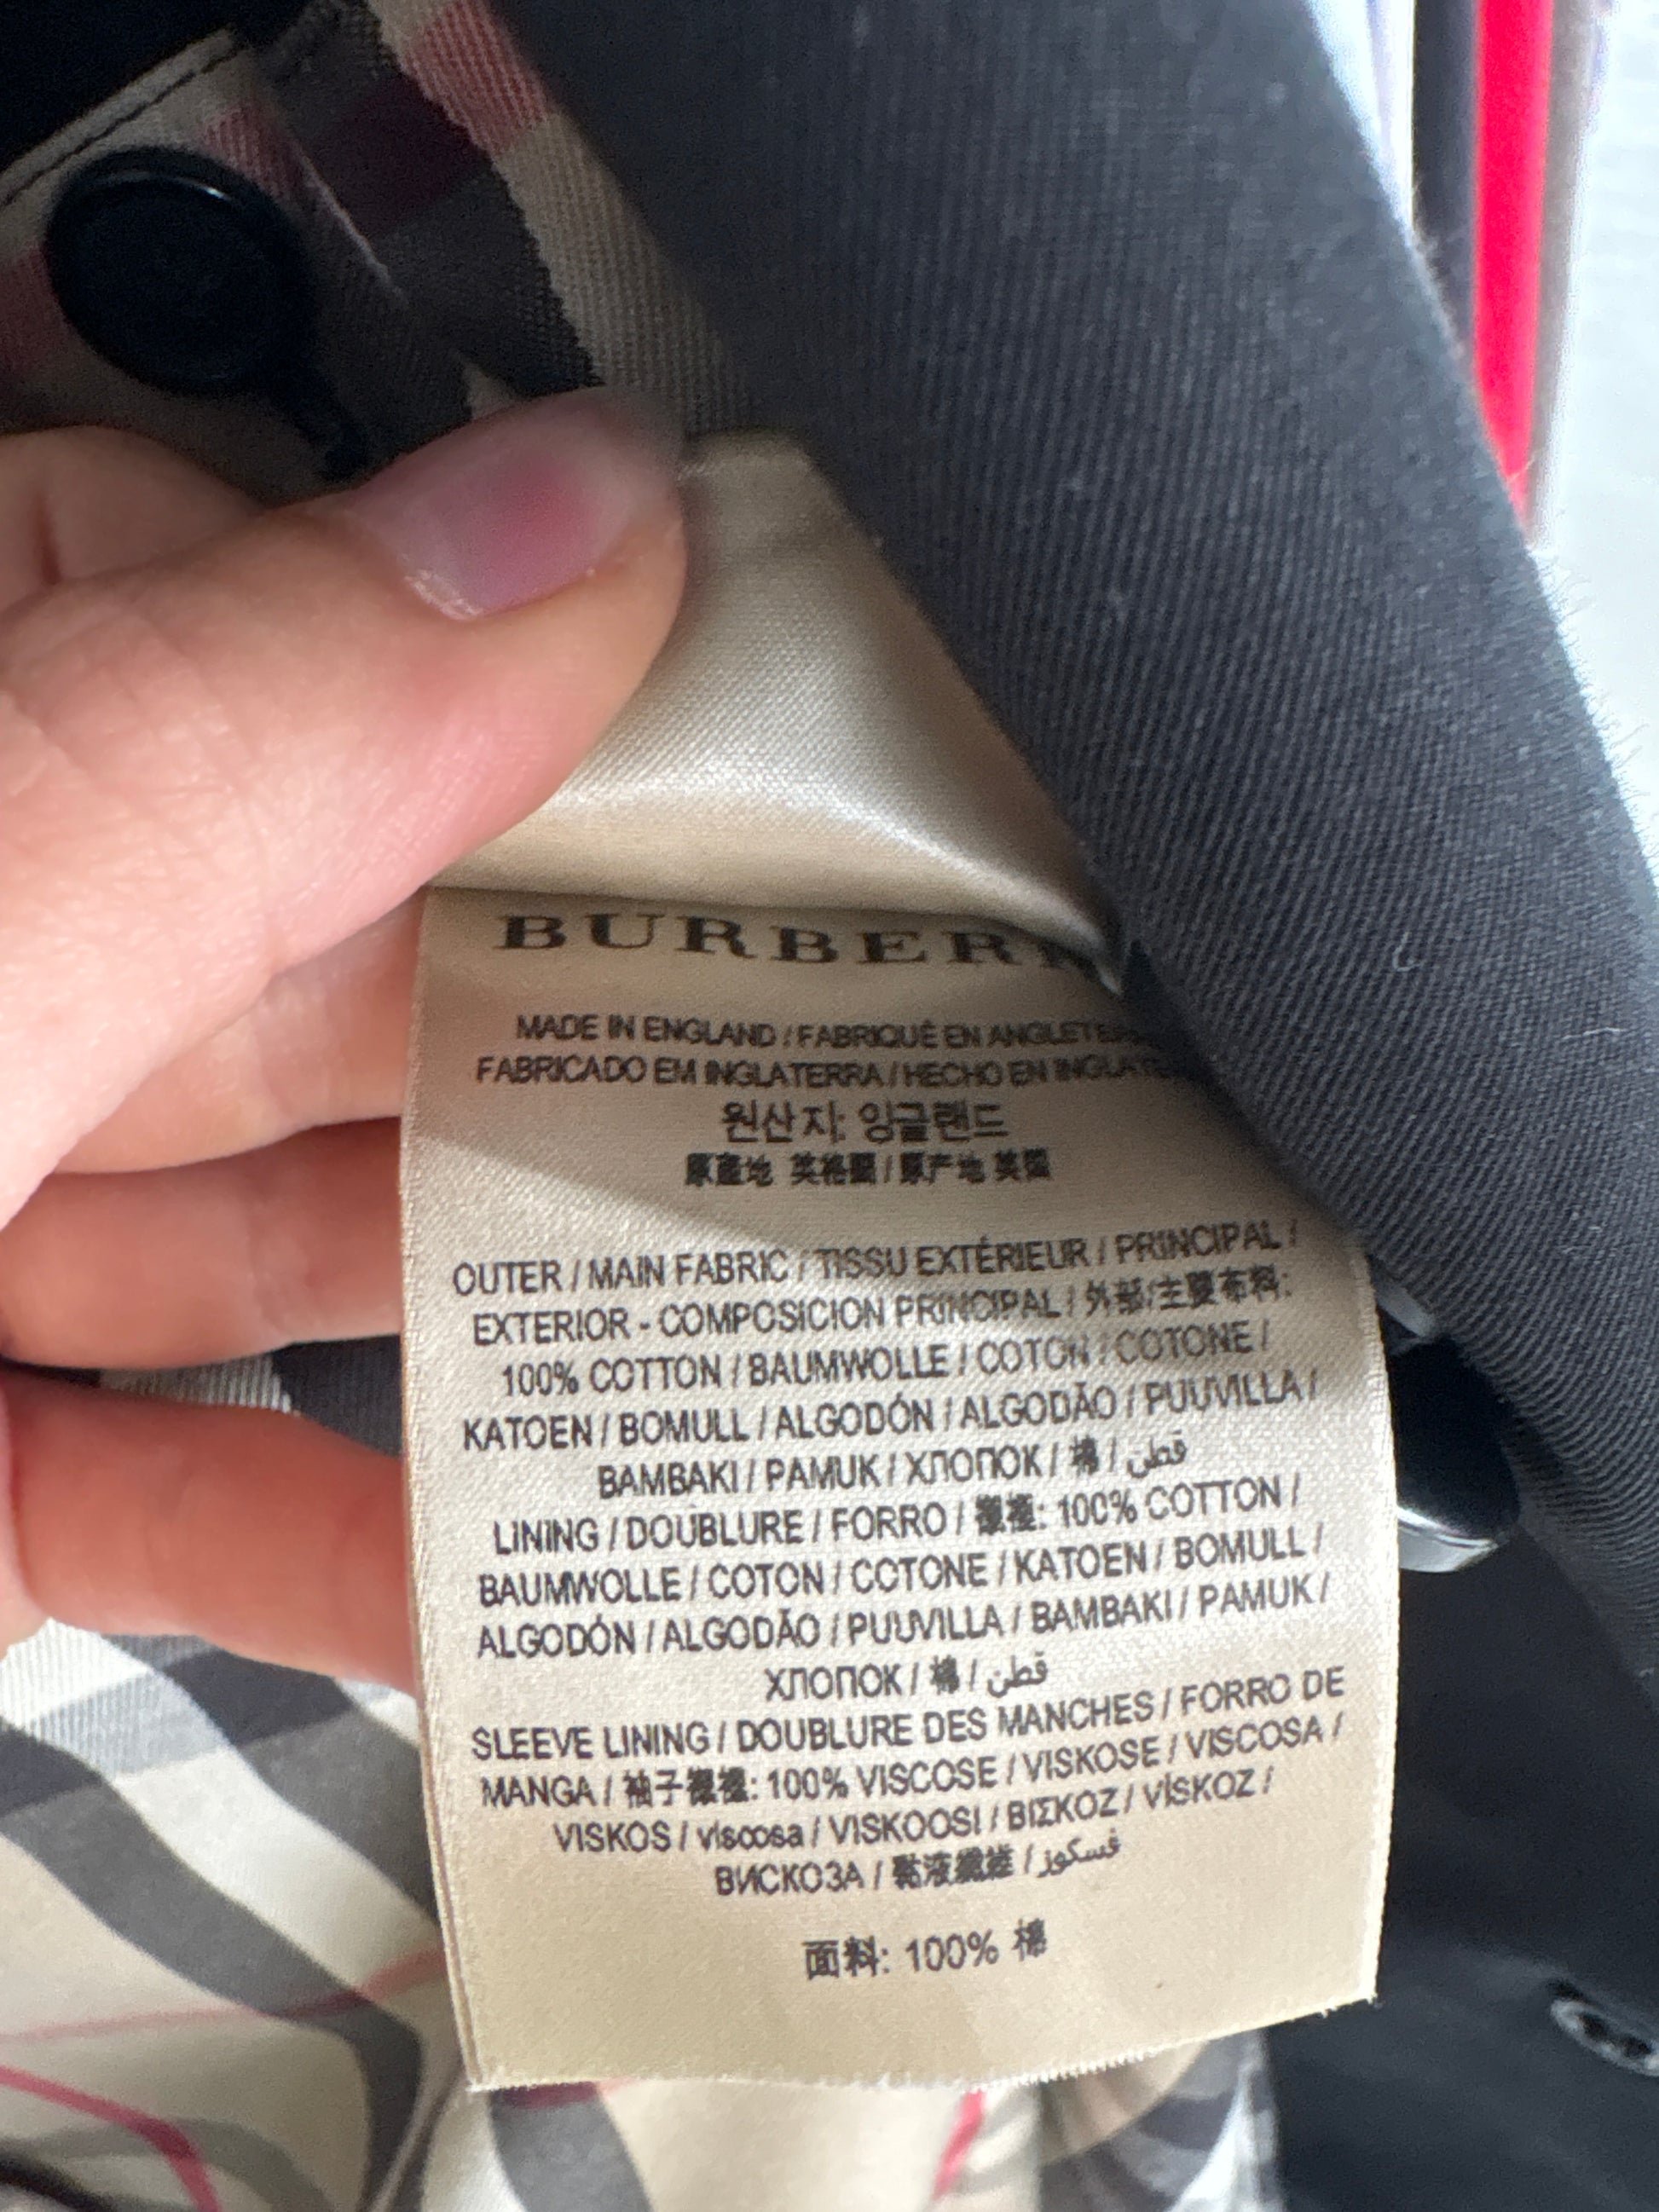 BURBER
MADE IN ENGLAND / FABRIQUÉ EN ANGLETE
FABRICADO EM INGLATERRA / HECHO EN INGLATE
원산지: 잉글랜드
原產地 英格蘭 / 原产地 英國
OUTER / MAIN FABRIC / TISSU EXTÉRIEUR / PRINCIPAL /
EXTERIOR - COMPOSICION PRINCIPAL / 外部/主要布料:
100% COTTON / BAUMWOLLE / COTON / COTONE /
KATOEN / BOMULL / ALGODÓN / ALGODÃO / PUUVILLA /
BAMBAKI / PAMUK / ХЛОПОК / 棉 / قطن
LINING / DOUBLURE / FORRO / 襯裡: 100% COTTON /
BAUMWOLLE / COTON / COTONE / KATOEN / BOMULL /
ALGODÓN / ALGODÃO / PUUVILLA / BAMBAKI / PAMUK /
ХЛОПОК / 棉 / قطن
SLEEVE LINING / DOUBLURE DES MANCHES / FORRO DE
MANGA / 袖子襯裡: 100% VISCOSE / VISKOSE / VISCOSA /
VISKOS / viscosa / VISKOOSI / ΒΙΣΚΟΖ / VİSKOZ /
ВИСКОЗА / 黏液纖維 / فسكوز
面料: 100% 棉